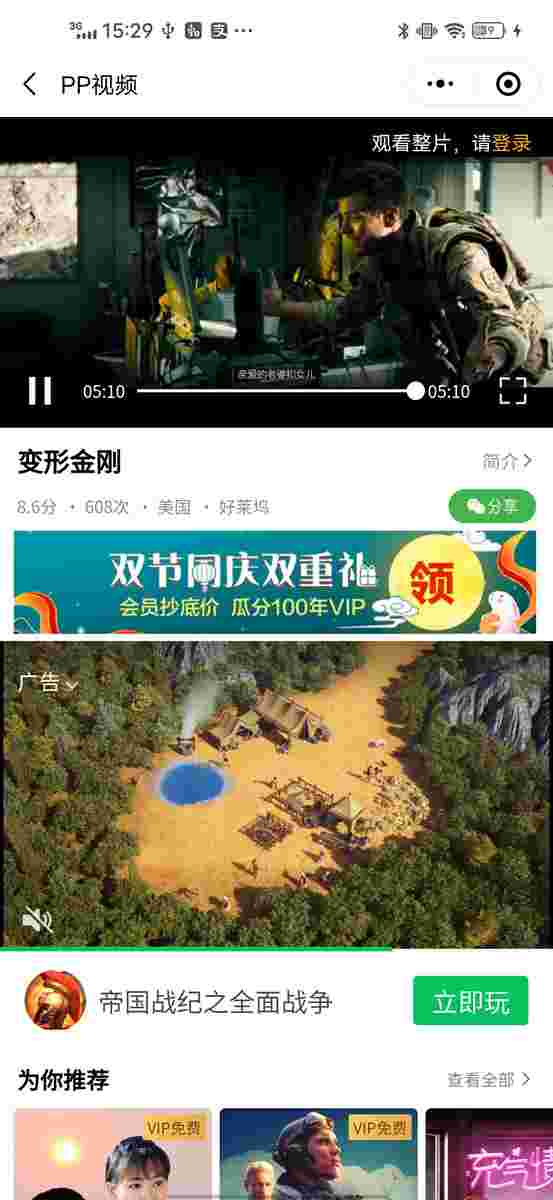 3G 15:29
PP视频
观看整片，请登录
亲爱的老婆和女儿
05:10 05:10
变形金刚 简介
8.6分 · 608次 · 美国 · 好莱坞 分享
双节同庆双重礼
会员抄底价 瓜分100年VIP
领
广告
帝国战纪之全面战争 立即玩
为你推荐 查看全部
VIP免费 VIP免费
充气情